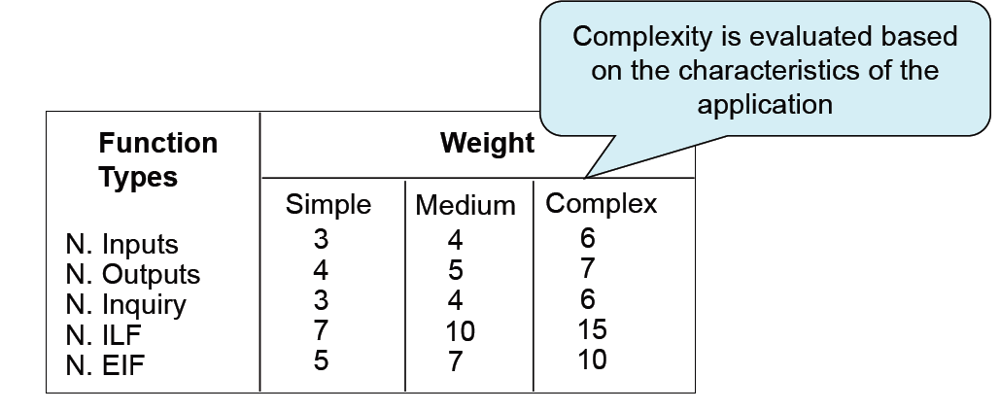 Complexity is evaluated based
on the characteristics of the
application
Function
Types
Weight
Simple Medium Complex
N. Inputs 3 4 6
N. Outputs 4 5 7
N. Inquiry 3 4 6
N. ILF 7 10 15
N. EIF 5 7 10